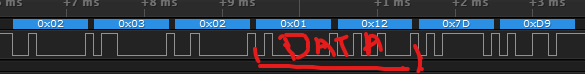 +7 ms +8 ms +9 ms +1 ms +2 ms +3 ms
0x02 0x03 0x02 0x01 0x12 0x7D 0xD9
DATA